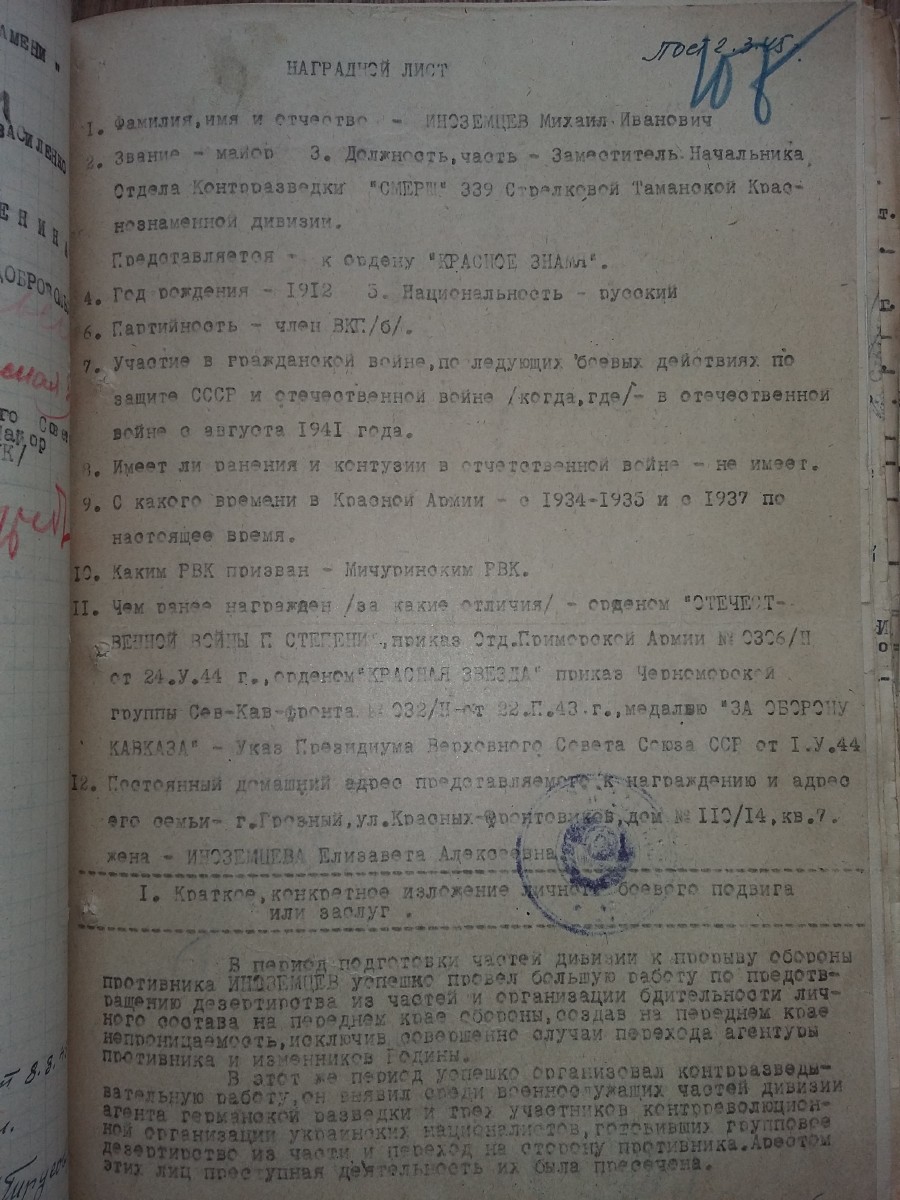 Пост 2.3.45.
НАГРАДНОЙ ЛИСТ
1. Фамилия,имя и отчество - ИНОЗЕМЦЕВ Михаил Иванович
2. Звание - майор 3. Должность,часть - Заместитель Начальника
Отдела Контрразведки "СМЕРШ" 339 Стрелковой Таманской Крас-
нознаменной дивизии.
Представляется - к ордену "КРАСНОЕ ЗНАМЯ".
4. Год рождения - 1912 5. Национальность - русский
6. Партийность - член ВКП/б/.
7. Участие в гражданской войне,по ледующих боевых действиях по
защите СССР и отечественной войне /когда,где/- в отечественной
войне с августа 1941 года.
8. Имеет ли ранения и контузии в отчетственной войне - не имеет.
9. С какого времени в Красной Армии - с 1934-1935 и с 1937 по
настоящее время.
10. Каким РВК призван - Мичуринским РВК.
II. Чем ранее награжден /за какие отличия/ - орденом "ОТЕЧЕСТ-
ВЕННОЙ ВОЙНЫ П СТЕПЕНИ",приказ Отд.Приморской Армии № 0306/Н
от 24.У.44 г.,орденом"КРАСНАЯ ЗВЕЗДА" приказ Черноморской
группы Сев-Кав-фронта № 032/Н-от 22.П.43 г.,медалью "ЗА ОБОРОНУ
КАВКАЗА" - Указ Президиума Верховного Совета Союза ССР от I.У.44
12. Постоянный домашний адрес представляемого к награждению и адрес
его семьи- г.Грозный,ул.Красных-фронтовиков,дом № 110/14,кв.7.
жена - ИНОЗЕМЦЕВА Елизавета Алексеевна
I. Краткое,конкретное изложение личного боевого подвига
или заслуг .
В период подготовки частей дивизии к прорыву обороны
противника ИНОЗЕМЦЕВ успешко провел большую работу по предотв-
ращению дезертирства из частей и организации бдительности лич-
ного состава на переднем крае обороны,создав на переднем крае
непроницаемость,исключив совершенно случаи перехода агентуры
противника и изменников Родины.
В этот же период успешко организовал контрразведы-
вательную работу,он выявил среди военнослужащих частей дивизии
агента германской разведки и трех участников контрреволюцион-
ной организации украинских националистов,готовивших групповое
дезертирство из части и переход на сторону противника.Арестом
этих лиц преступная деятельность их была пресечена.